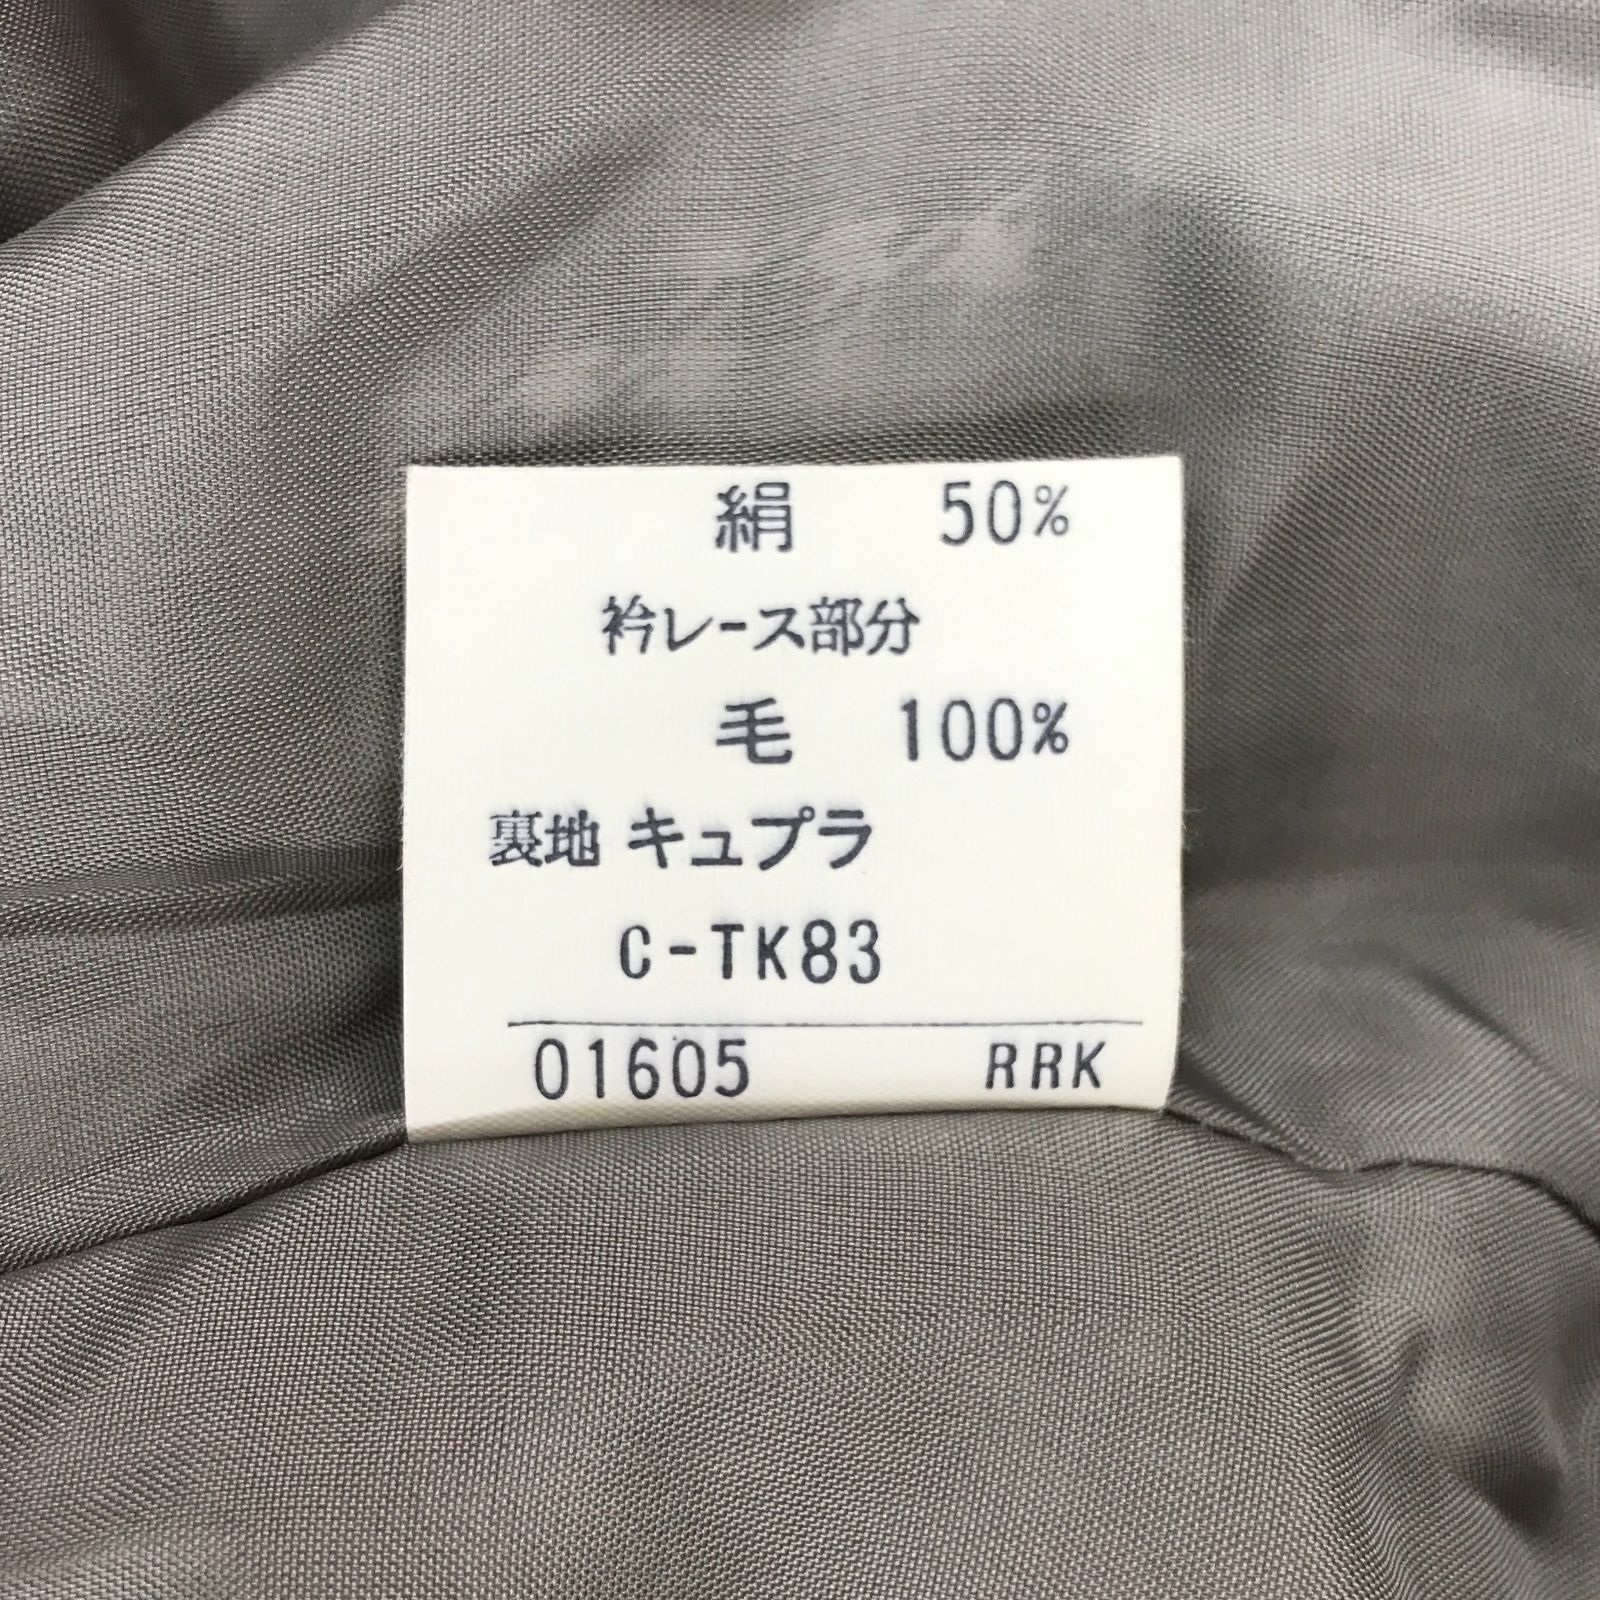 絹 50%
衿レース部分
毛 100%
裏地 キュプラ
C-TK83
01605 RRK